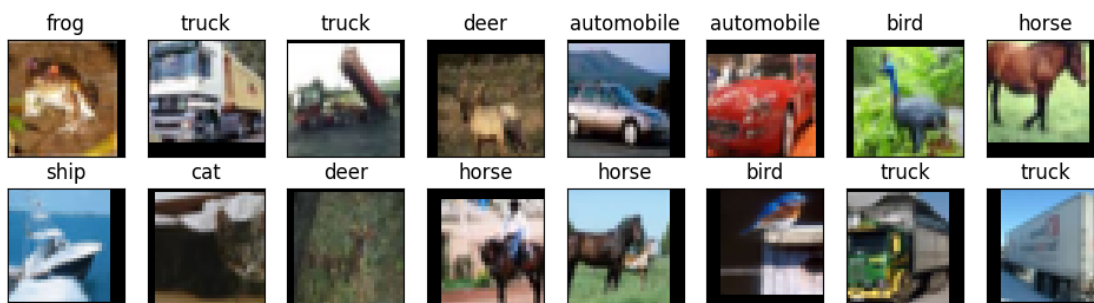 frog truck truck deer automobile automobile bird horse
ship cat deer horse horse bird truck truck